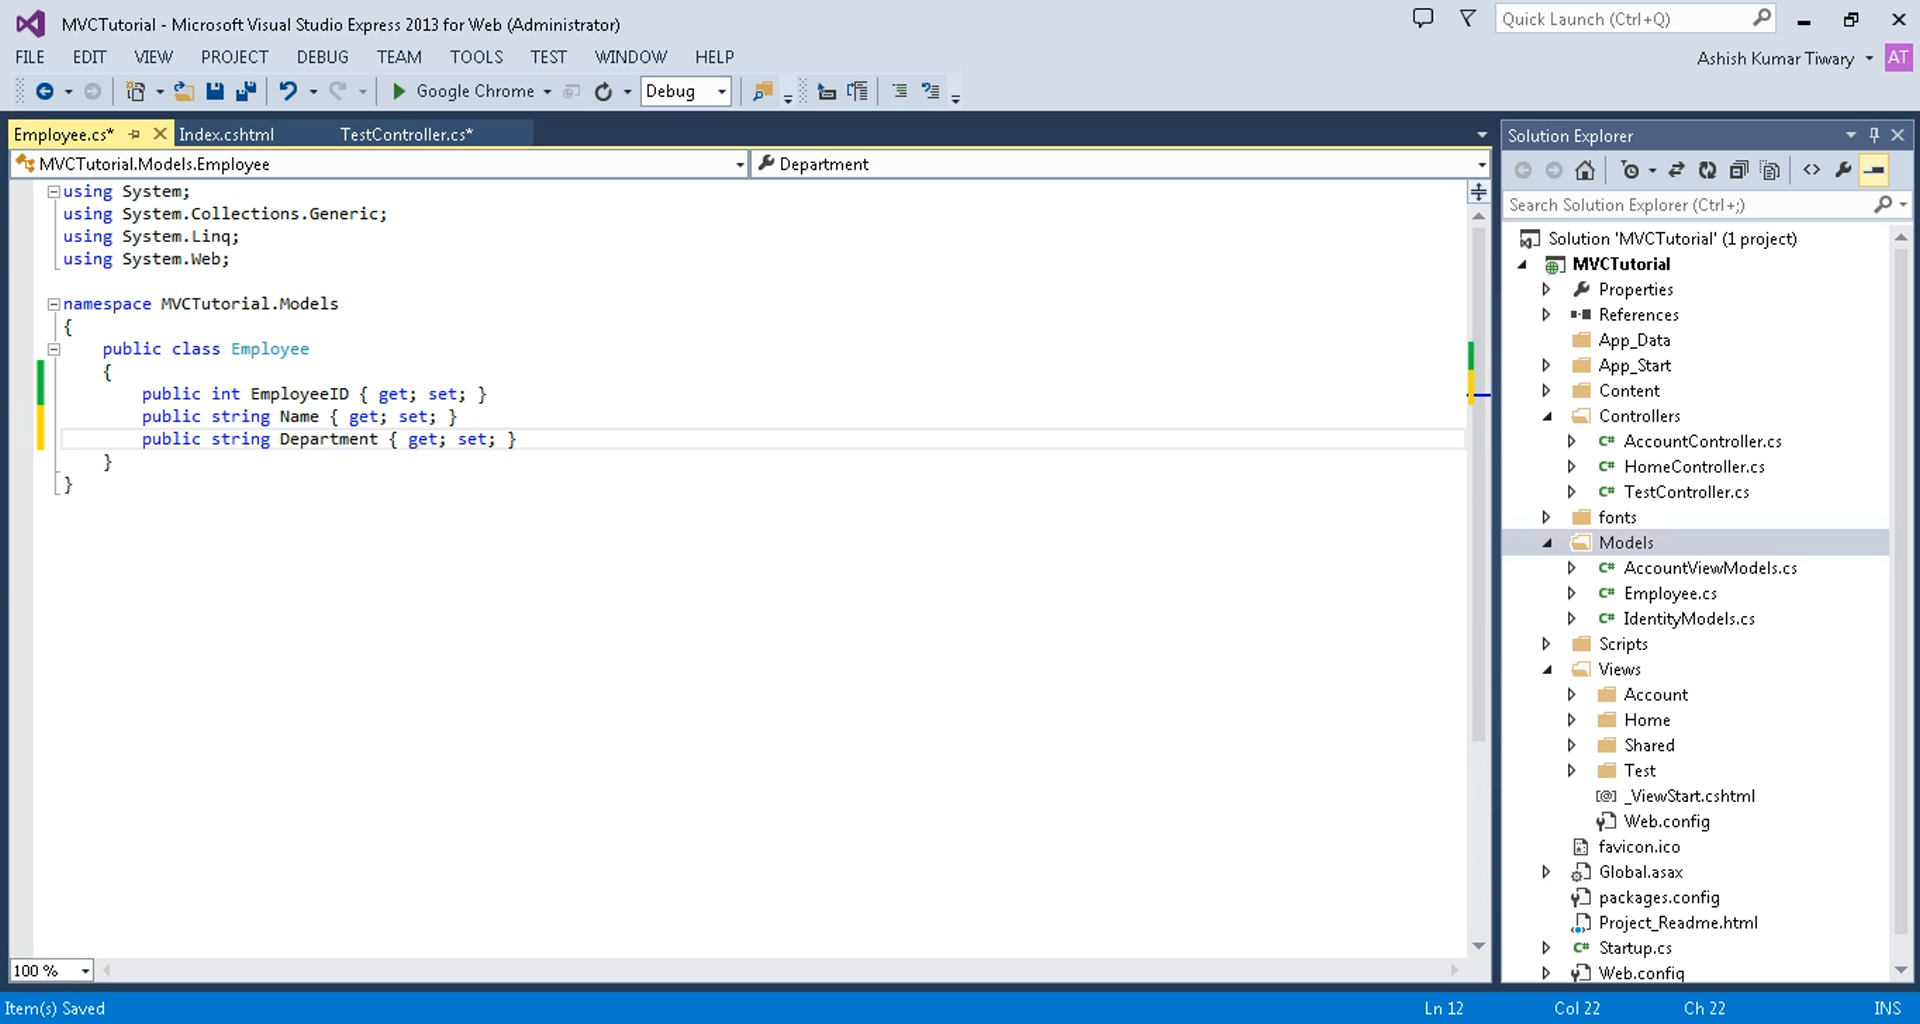 MVCTutorial - Microsoft Visual Studio Express 2013 for Web (Administrator)
Quick Launch (Ctrl+Q)
FILE EDIT VIEW PROJECT DEBUG TEAM TOOLS TEST WINDOW HELP
Ashish Kumar Tiwary AT
Google Chrome Debug
Employee.cs* Index.cshtml TestController.cs*
MVCTutorial.Models.Employee Department
using System;
using System.Collections.Generic;
using System.Linq;
using System.Web;
namespace MVCTutorial.Models
{
public class Employee
{
public int EmployeeID { get; set; }
public string Name { get; set; }
public string Department { get; set; }
}
}
100 %
Solution Explorer
Search Solution Explorer (Ctrl+;)
Solution 'MVCTutorial' (1 project)
MVCTutorial
Properties
References
App_Data
App_Start
Content
Controllers
C# AccountController.cs
C# HomeController.cs
C# TestController.cs
fonts
Models
C# AccountViewModels.cs
C# Employee.cs
C# IdentityModels.cs
Scripts
Views
Account
Home
Shared
Test
[@] _ViewStart.cshtml
Web.config
favicon.ico
Global.asax
packages.config
Project_Readme.html
C# Startup.cs
Web.config
Item(s) Saved Ln 12 Col 22 Ch 22 INS